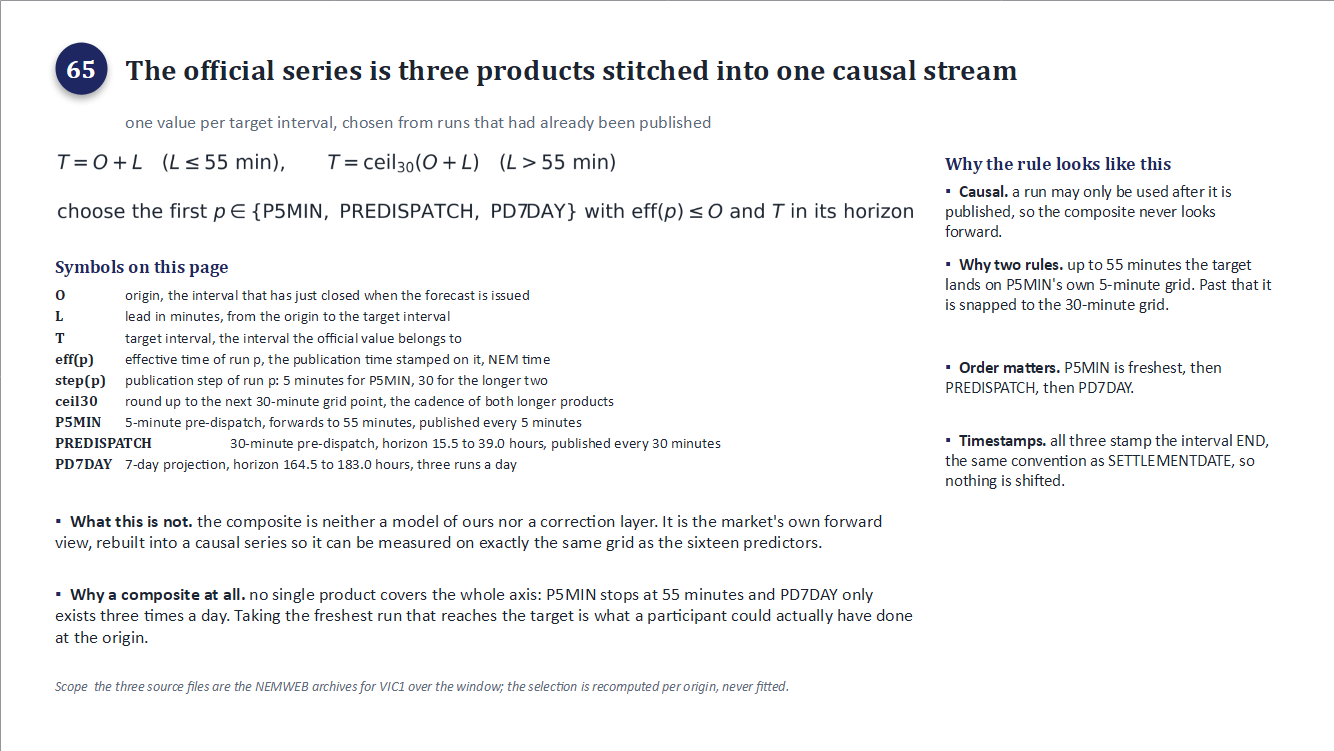 65
The official series is three products stitched into one causal stream
one value per target interval, chosen from runs that had already been published
T = O + L (L ≤ 55 min), T = ceil₃₀(O + L) (L > 55 min)
choose the first p ∈ {P5MIN, PREDISPATCH, PD7DAY} with eff(p) ≤ O and T in its horizon
Symbols on this page
O origin, the interval that has just closed when the forecast is issued
L lead in minutes, from the origin to the target interval
T target interval, the interval the official value belongs to
eff(p) effective time of run p, the publication time stamped on it, NEM time
step(p) publication step of run p: 5 minutes for P5MIN, 30 for the longer two
ceil30 round up to the next 30-minute grid point, the cadence of both longer products
P5MIN 5-minute pre-dispatch, forwards to 55 minutes, published every 5 minutes
PREDISPATCH 30-minute pre-dispatch, horizon 15.5 to 39.0 hours, published every 30 minutes
PD7DAY 7-day projection, horizon 164.5 to 183.0 hours, three runs a day
▪ What this is not. the composite is neither a model of ours nor a correction layer. It is the market's own forward
view, rebuilt into a causal series so it can be measured on exactly the same grid as the sixteen predictors.
▪ Why a composite at all. no single product covers the whole axis: P5MIN stops at 55 minutes and PD7DAY only
exists three times a day. Taking the freshest run that reaches the target is what a participant could actually have done
at the origin.
Why the rule looks like this
▪ Causal. a run may only be used after it is
published, so the composite never looks
forward.
▪ Why two rules. up to 55 minutes the target
lands on P5MIN's own 5-minute grid. Past that it
is snapped to the 30-minute grid.
▪ Order matters. P5MIN is freshest, then
PREDISPATCH, then PD7DAY.
▪ Timestamps. all three stamp the interval END,
the same convention as SETTLEMENTDATE, so
nothing is shifted.
Scope the three source files are the NEMWEB archives for VIC1 over the window; the selection is recomputed per origin, never fitted.